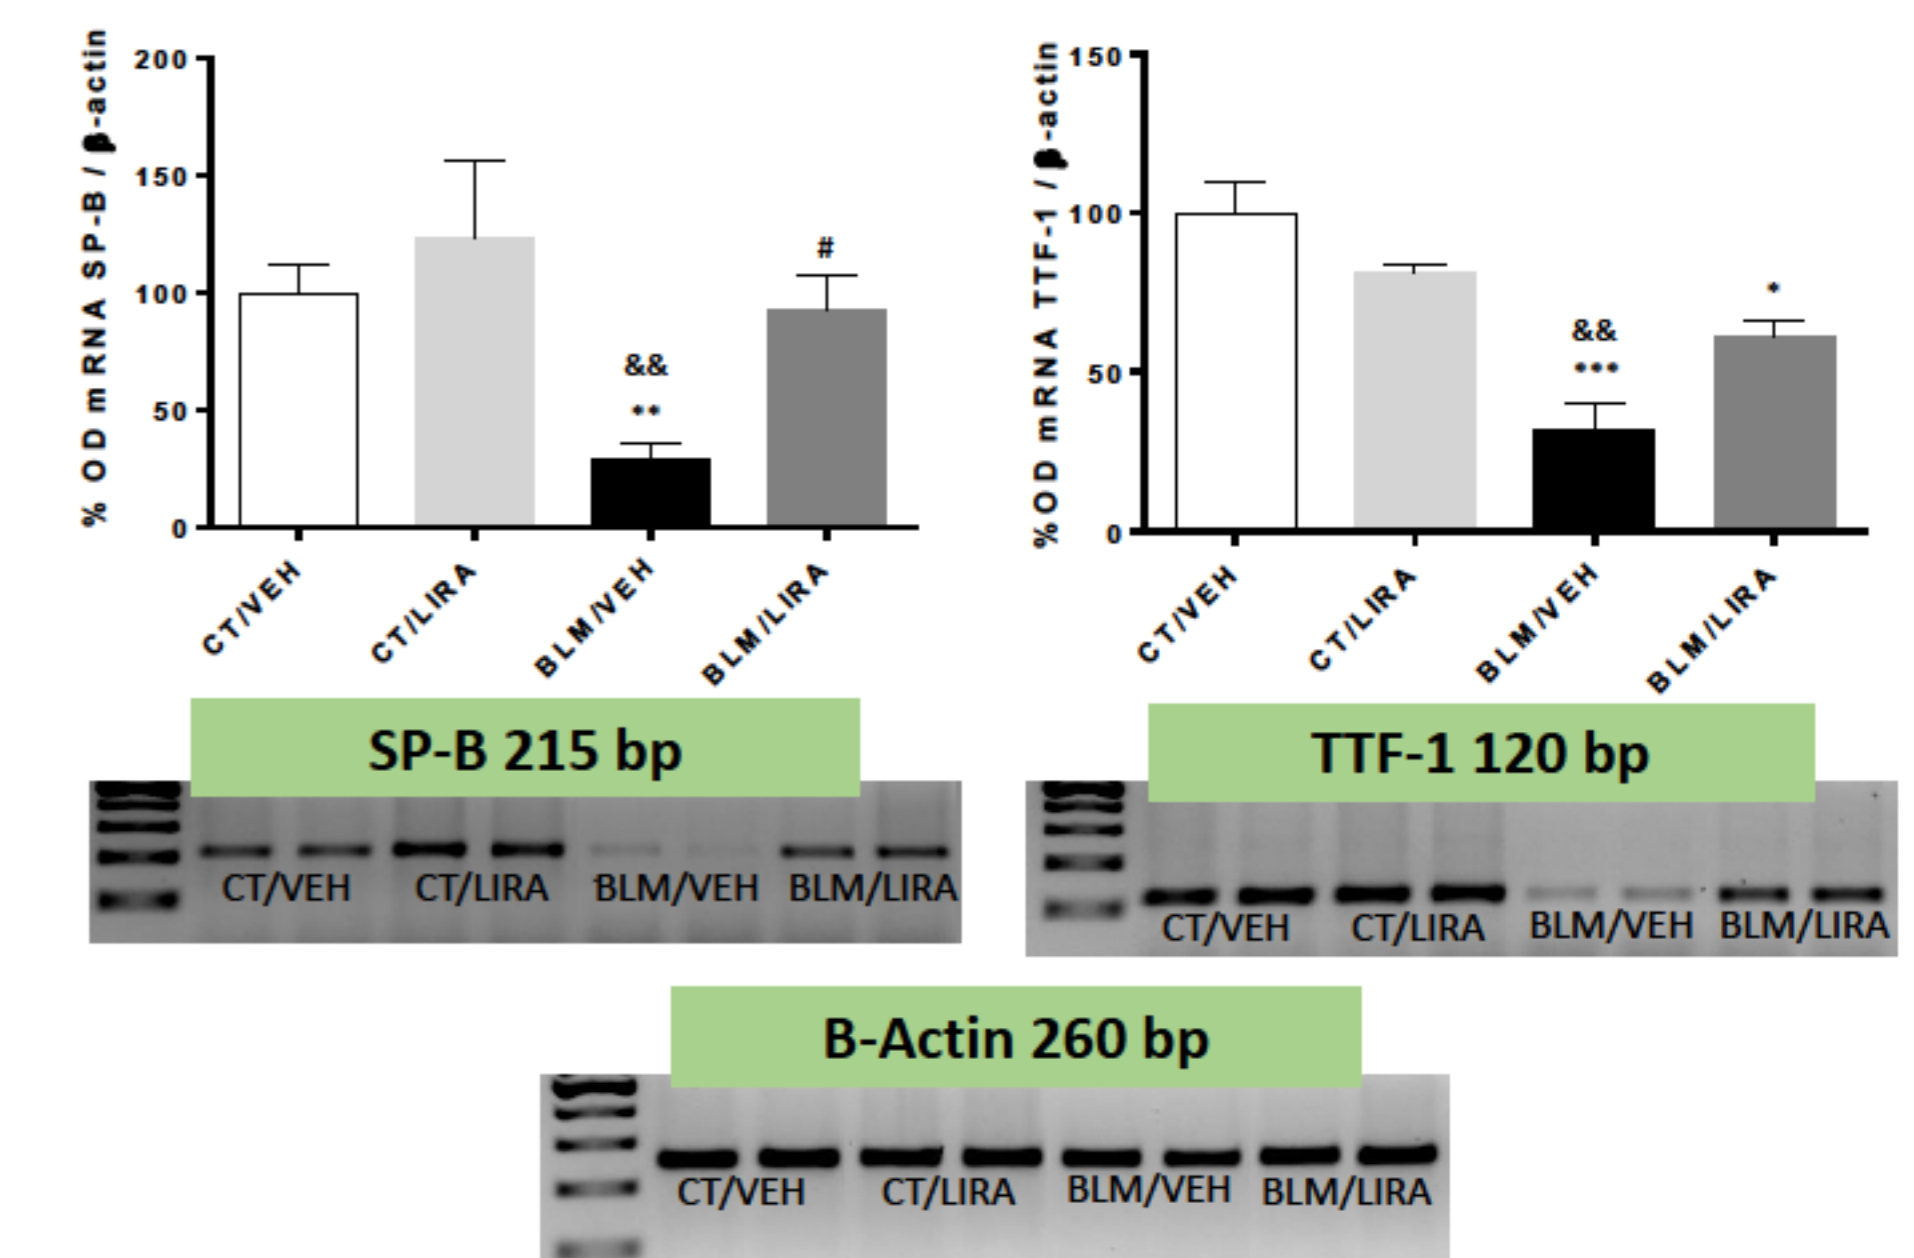 % OD mRNA SP-B / β-actin
200
150
100
50
0
&&
**
#
CT/VEH
CT/LIRA
BLM/VEH
BLM/LIRA
%OD mRNA TTF-1 / β-actin
150
100
50
0
&&
***
*
CT/VEH
CT/LIRA
BLM/VEH
BLM/LIRA
SP-B 215 bp
CT/VEH CT/LIRA BLM/VEH BLM/LIRA
TTF-1 120 bp
CT/VEH CT/LIRA BLM/VEH BLM/LIRA
B-Actin 260 bp
CT/VEH CT/LIRA BLM/VEH BLM/LIRA